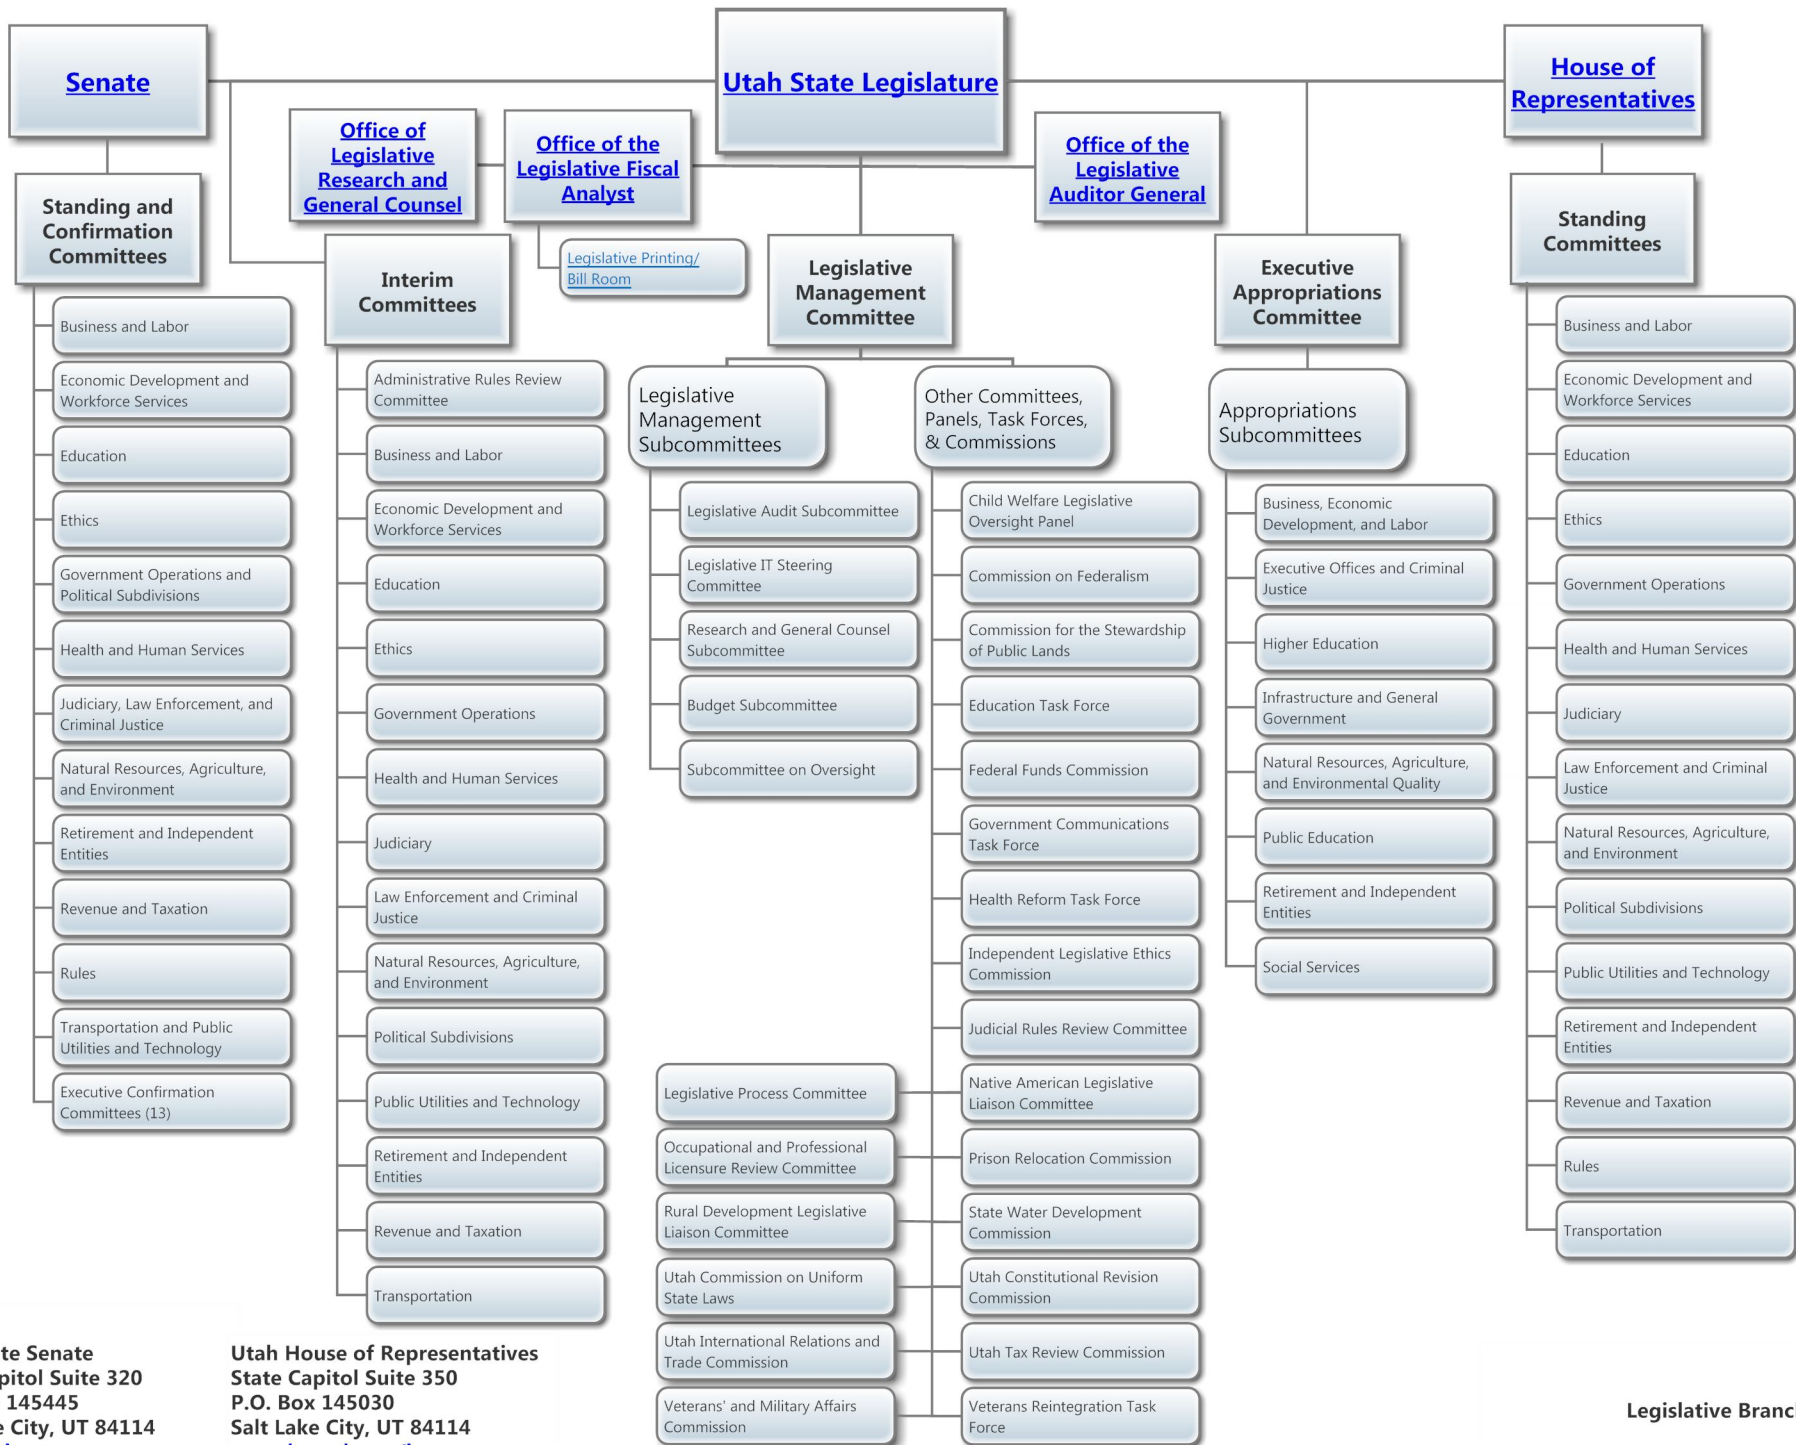 Utah State Legislature
Senate
House of
Representatives
Office of
Legislative
Research and
General Counsel
Office of the
Legislative Fiscal
Analyst
Office of the
Legislative
Auditor General
Legislative Printing/
Bill Room
Standing and
Confirmation
Committees
Business and Labor
Economic Development and
Workforce Services
Education
Ethics
Government Operations and
Political Subdivisions
Health and Human Services
Judiciary, Law Enforcement, and
Criminal Justice
Natural Resources, Agriculture,
and Environment
Retirement and Independent
Entities
Revenue and Taxation
Rules
Transportation and Public
Utilities and Technology
Executive Confirmation
Committees (13)
Interim
Committees
Administrative Rules Review
Committee
Business and Labor
Economic Development and
Workforce Services
Education
Ethics
Government Operations
Health and Human Services
Judiciary
Law Enforcement and Criminal
Justice
Natural Resources, Agriculture,
and Environment
Political Subdivisions
Public Utilities and Technology
Retirement and Independent
Entities
Revenue and Taxation
Transportation
Legislative
Management
Committee
Legislative
Management
Subcommittees
Legislative Audit Subcommittee
Legislative IT Steering
Committee
Research and General Counsel
Subcommittee
Budget Subcommittee
Subcommittee on Oversight
Other Committees,
Panels, Task Forces,
& Commissions
Child Welfare Legislative
Oversight Panel
Commission on Federalism
Commission for the Stewardship
of Public Lands
Education Task Force
Federal Funds Commission
Government Communications
Task Force
Health Reform Task Force
Independent Legislative Ethics
Commission
Judicial Rules Review Committee
Legislative Process Committee
Native American Legislative
Liaison Committee
Occupational and Professional
Licensure Review Committee
Prison Relocation Commission
Rural Development Legislative
Liaison Committee
State Water Development
Commission
Utah Commission on Uniform
State Laws
Utah Constitutional Revision
Commission
Utah International Relations and
Trade Commission
Utah Tax Review Commission
Veterans' and Military Affairs
Commission
Veterans Reintegration Task
Force
Executive
Appropriations
Committee
Appropriations
Subcommittees
Business, Economic
Development, and Labor
Executive Offices and Criminal
Justice
Higher Education
Infrastructure and General
Government
Natural Resources, Agriculture,
and Environmental Quality
Public Education
Retirement and Independent
Entities
Social Services
Standing
Committees
Business and Labor
Economic Development and
Workforce Services
Education
Ethics
Government Operations
Health and Human Services
Judiciary
Law Enforcement and Criminal
Justice
Natural Resources, Agriculture,
and Environment
Political Subdivisions
Public Utilities and Technology
Retirement and Independent
Entities
Revenue and Taxation
Rules
Transportation
te Senate
pitol Suite 320
145445
e City, UT 84114
Utah House of Representatives
State Capitol Suite 350
P.O. Box 145030
Salt Lake City, UT 84114
Legislative Branc